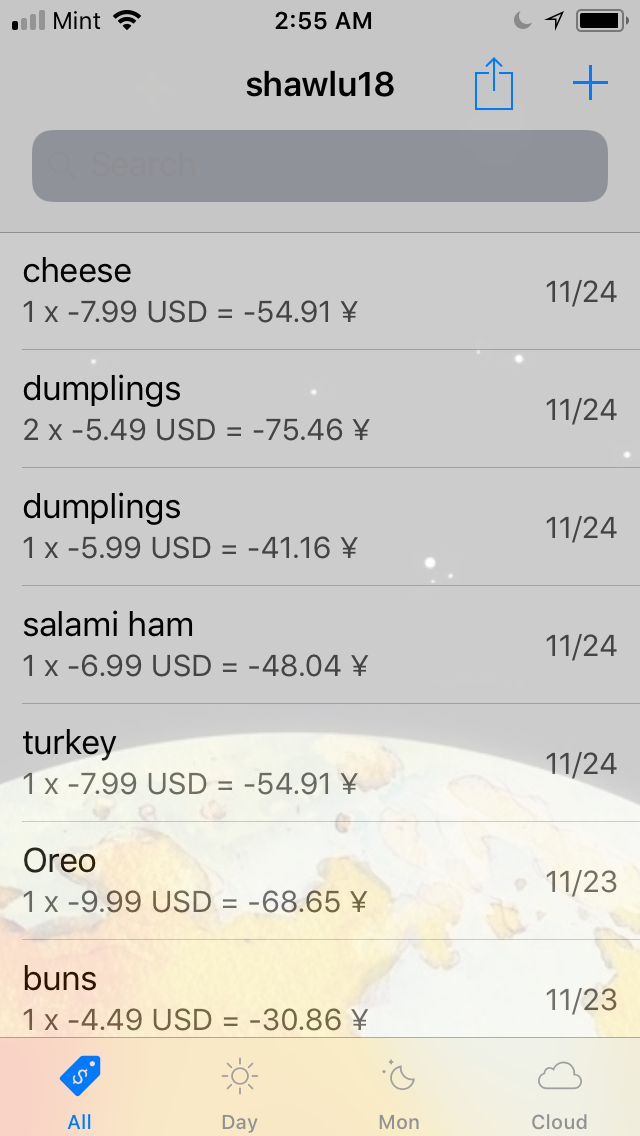 Mint 2:55 AM
shawlu18
Search
cheese
1 x -7.99 USD = -54.91 ¥
11/24
dumplings
2 x -5.49 USD = -75.46 ¥
11/24
dumplings
1 x -5.99 USD = -41.16 ¥
11/24
salami ham
1 x -6.99 USD = -48.04 ¥
11/24
turkey
1 x -7.99 USD = -54.91 ¥
11/24
Oreo
1 x -9.99 USD = -68.65 ¥
11/23
buns
1 x -4.49 USD = -30.86 ¥
11/23
All Day Mon Cloud